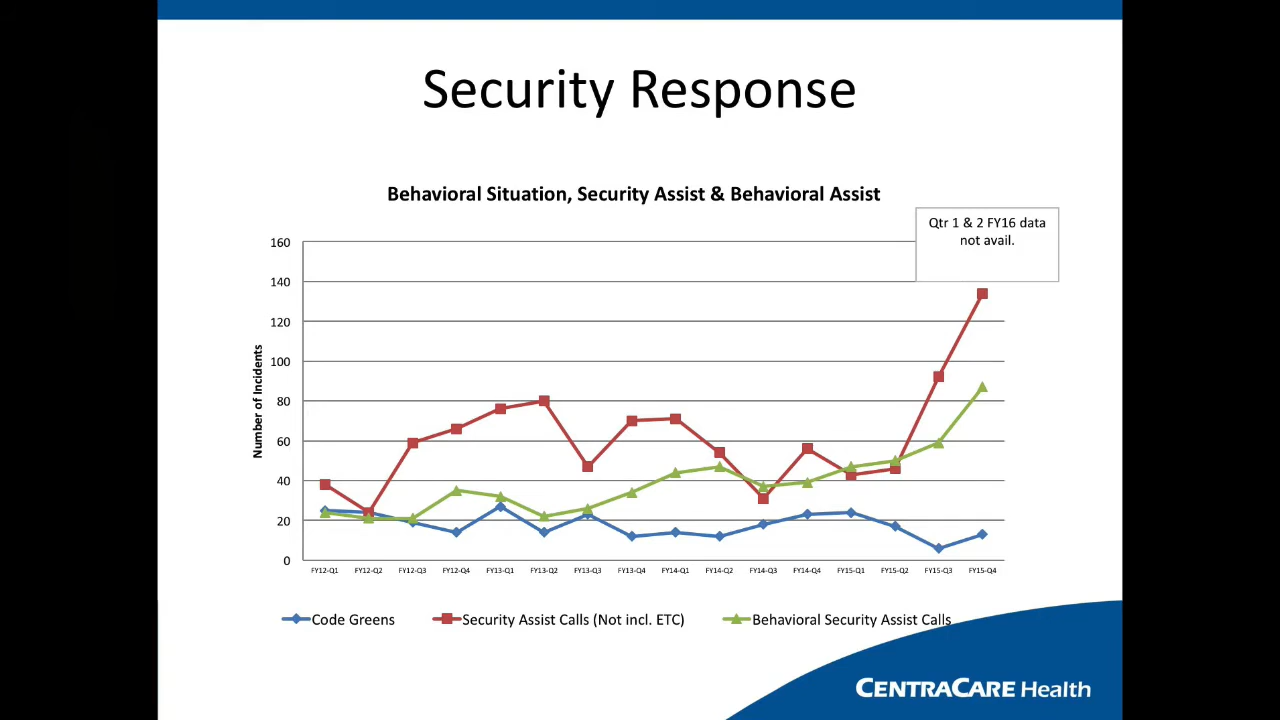 Security Response
Behavioral Situation, Security Assist & Behavioral Assist
Qtr 1 & 2 FY16 data
not avail.
160
140
120
100
80
60
40
20
0
Number of Incidents
FY12-Q1 FY12-Q2 FY12-Q3 FY12-Q4 FY13-Q1 FY13-Q2 FY13-Q3 FY13-Q4 FY14-Q1 FY14-Q2 FY14-Q3 FY14-Q4 FY15-Q1 FY15-Q2 FY15-Q3 FY15-Q4
Code Greens Security Assist Calls (Not incl. ETC) Behavioral Security Assist Calls
CENTRACARE Health